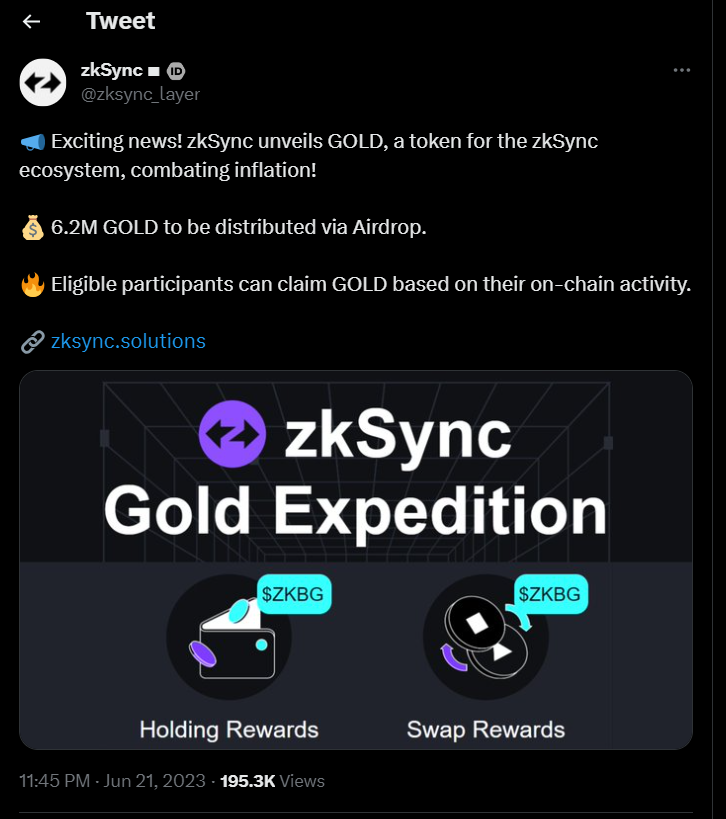 Tweet
zkSync ■ ID
@zksync_layer
📣 Exciting news! zkSync unveils GOLD, a token for the zkSync
ecosystem, combating inflation!
💰 6.2M GOLD to be distributed via Airdrop.
🔥 Eligible participants can claim GOLD based on their on-chain activity.
🔗 zksync.solutions
zkSync
Gold Expedition
$ZKBG
$ZKBG
Holding Rewards
Swap Rewards
11:45 PM · Jun 21, 2023 · 195.3K Views